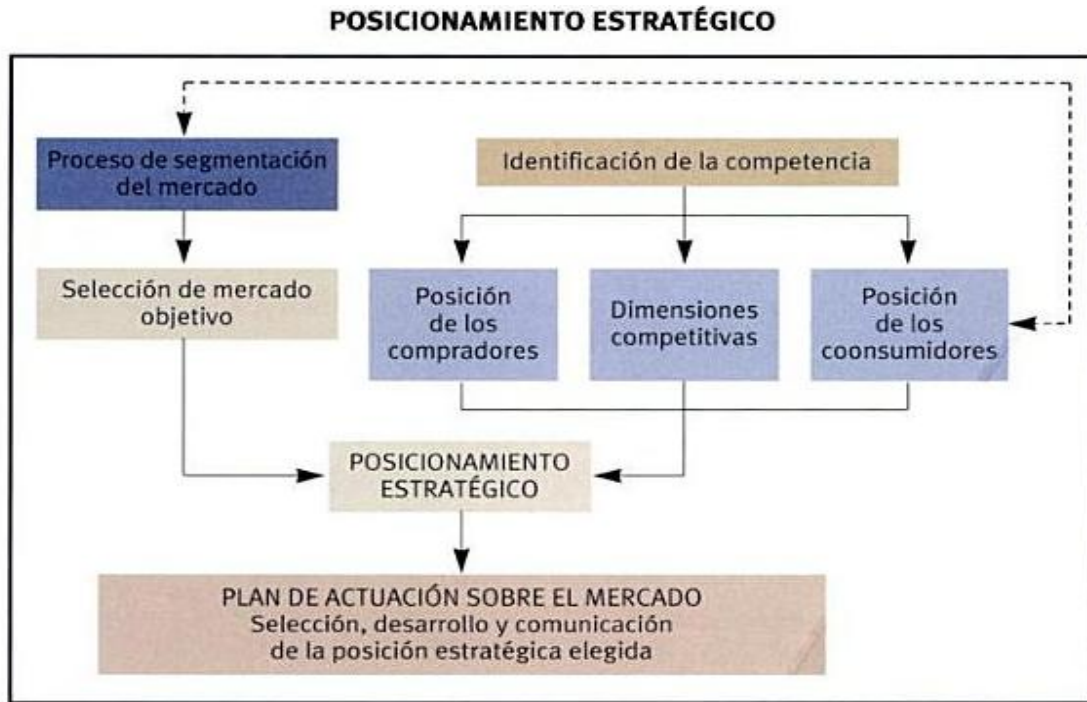 POSICIONAMIENTO ESTRATÉGICO
Proceso de segmentación
del mercado
Identificación de la competencia
Selección de mercado
objetivo
Posición
de los
compradores
Dimensiones
competitivas
Posición
de los
coonsumidores
POSICIONAMIENTO
ESTRATÉGICO
PLAN DE ACTUACIÓN SOBRE EL MERCADO
Selección, desarrollo y comunicación
de la posición estratégica elegida